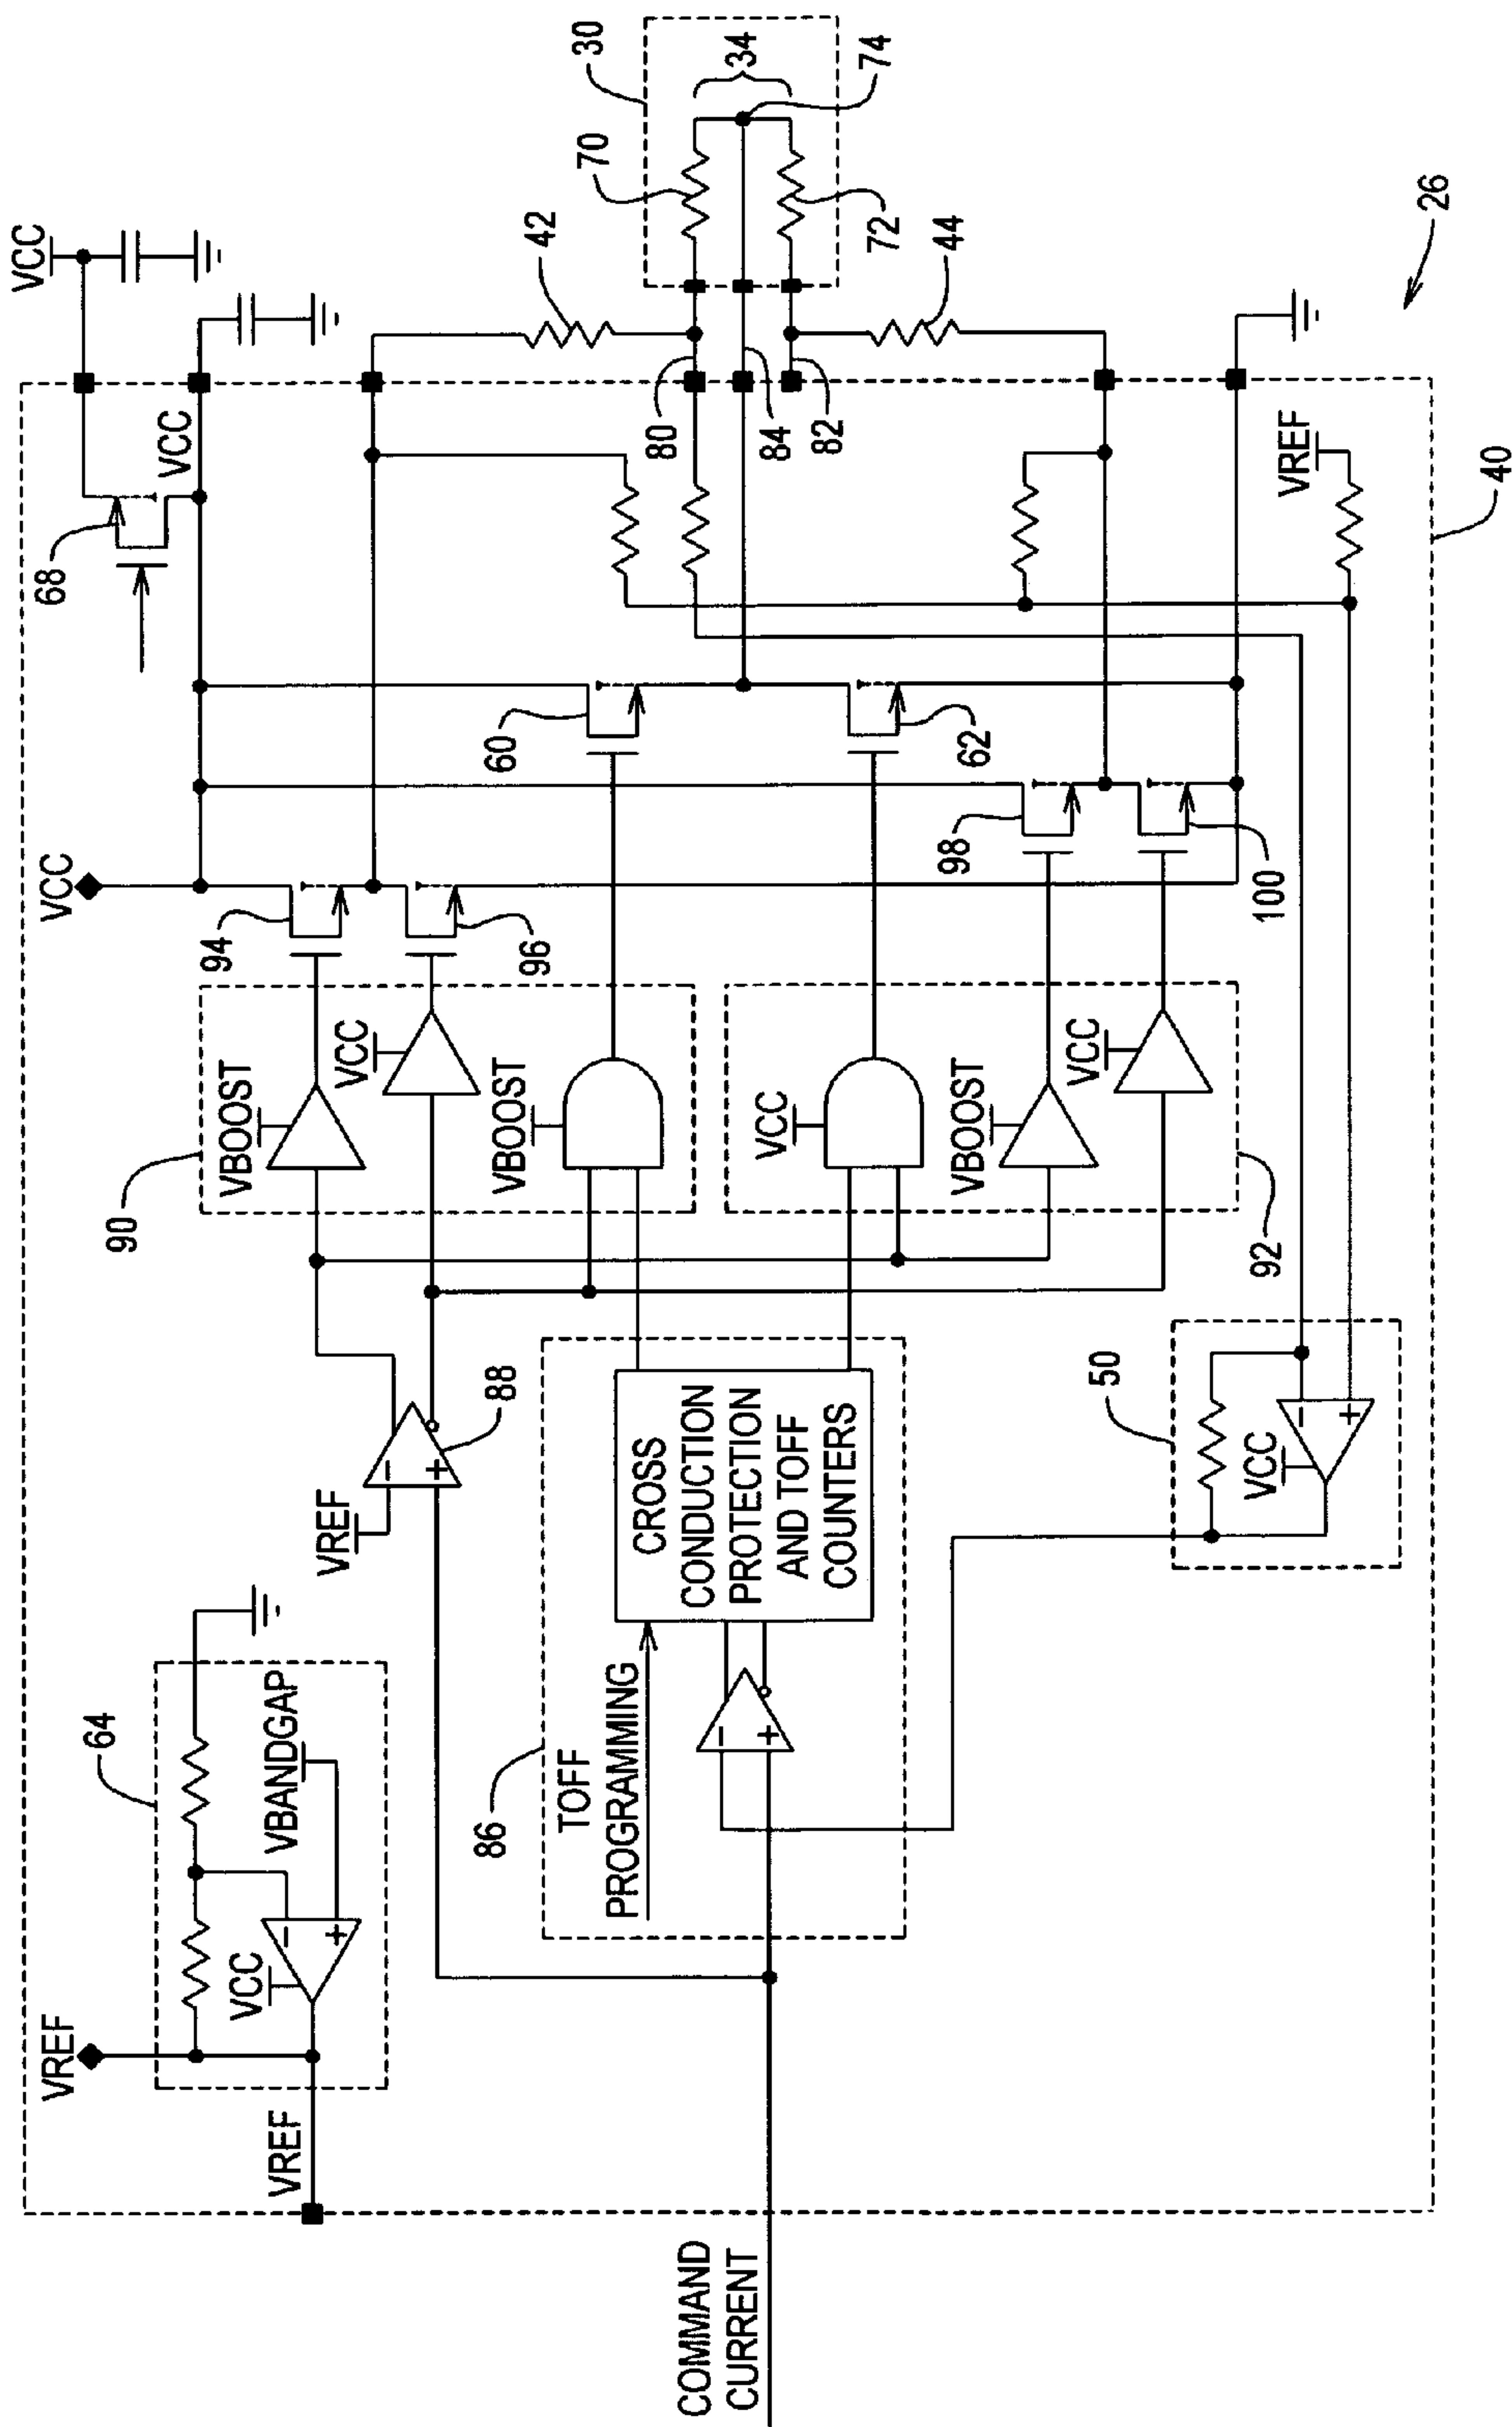 VCC
VCC
68
VCC
30
34
74
70
72
42
44
26
80
84
82
VREF
40
60
62
98
100
VCC
94
96
90
VBOOST
VCC
VBOOST
VCC
VBOOST
VCC
92
VREF
88
50
VCC
-
+
-
+
CROSS
CONDUCTION
PROTECTION
AND TOFF
COUNTERS
TOFF
PROGRAMMING
86
-
+
64
VBANDGAP
VCC
-
+
VREF
VREF
COMMAND
CURRENT